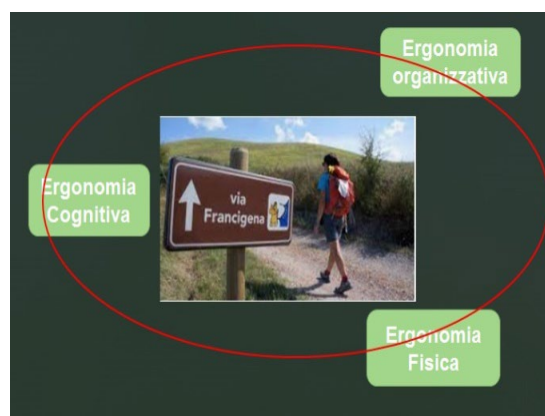 Ergonomia
organizzativa
Ergonomia
Cognitiva
via
Francigena
Ergonomia
Fisica